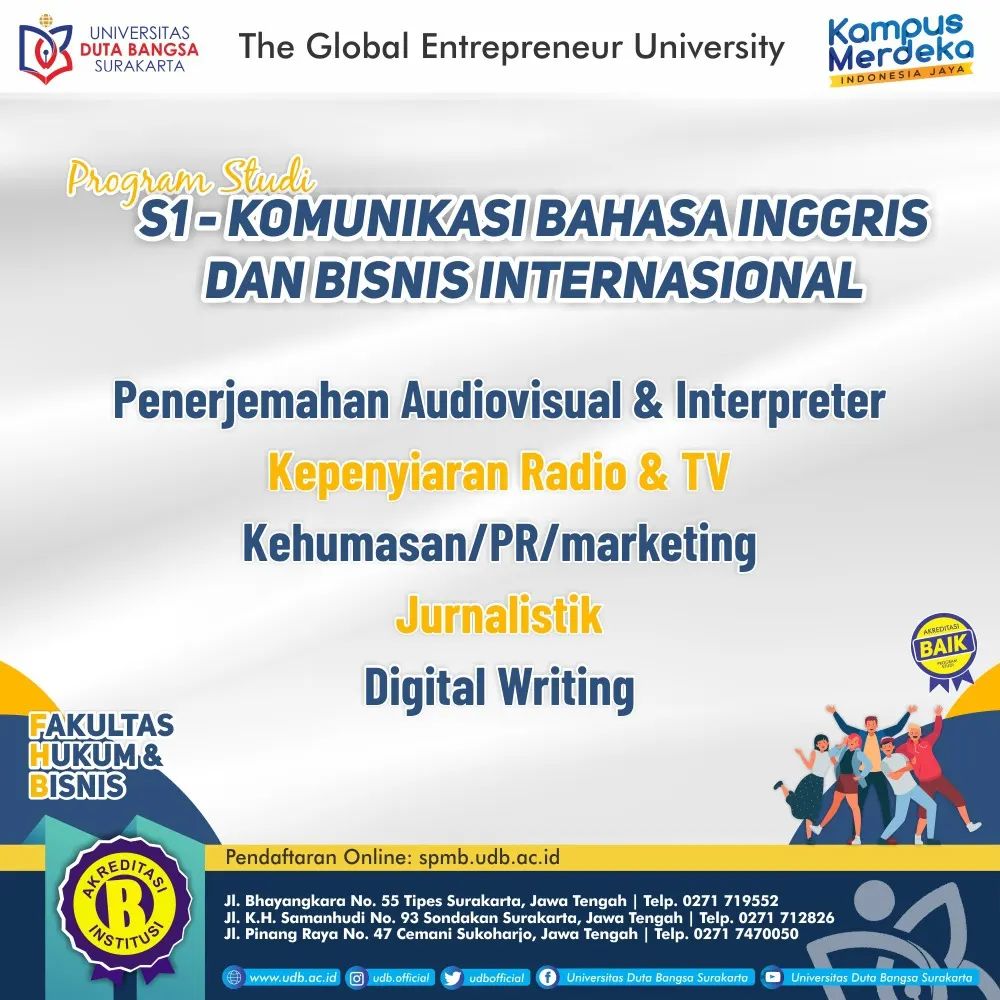 UNIVERSITAS
DUTA BANGSA
SURAKARTA
The Global Entrepreneur University
Kampus
Merdeka
INDONESIA JAYA
Program Studi
S1 - KOMUNIKASI BAHASA INGGRIS
DAN BISNIS INTERNASIONAL
Penerjemahan Audiovisual & Interpreter
Kepenyiaran Radio & TV
Kehumasan/PR/marketing
Jurnalistik
Digital Writing
AKREDITASI
BAIK
PROGRAM
STUDI
FAKULTAS
HUKUM &
BISNIS
AKREDITASI
B
INSTITUSI
Pendaftaran Online: spmb.udb.ac.id
Jl. Bhayangkara No. 55 Tipes Surakarta, Jawa Tengah | Telp. 0271 719552
Jl. K.H. Samanhudi No. 93 Sondakan Surakarta, Jawa Tengah | Telp. 0271 712826
Jl. Pinang Raya No. 47 Cemani Sukoharjo, Jawa Tengah | Telp. 0271 7470050
www.udb.ac.id udb.official udbofficial Universitas Duta Bangsa Surakarta Universitas Duta Bangsa Surakarta